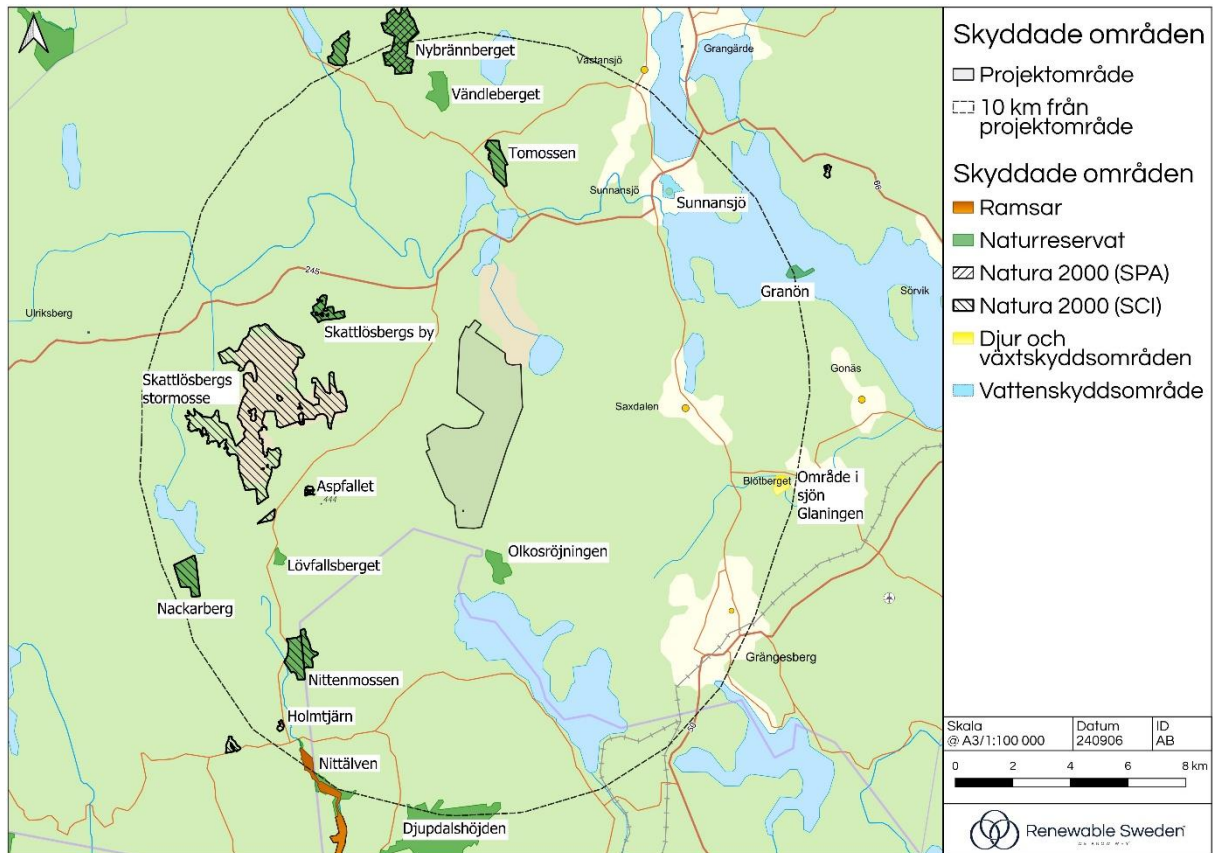 Nybrännberget
Vändleberget
Tomossen
Västansjö
Grangärde
Sunnansjö
Sunnansjö
66
Granön
Sörvik
245
Ulriksberg
Skattlösbergs by
Skattlösbergs
stormosse
Saxdalen
Gonäs
Aspfallet
444
Blötberget
Område i
sjön
Glaningen
Lövfallsberget
Olkosröjningen
Nackarberg
Nittenmossen
Grängesberg
Holmtjärn
50
Nittälven
Djupdalshöjden
Skyddade områden
Projektområde
10 km från
projektområde
Skyddade områden
Ramsar
Naturreservat
Natura 2000 (SPA)
Natura 2000 (SCI)
Djur och
växtskyddsområden
Vattenskyddsområde
Skala
@ A3/1:100 000
Datum
240906
ID
AB
0 2 4 6 8 km
Renewable Sweden